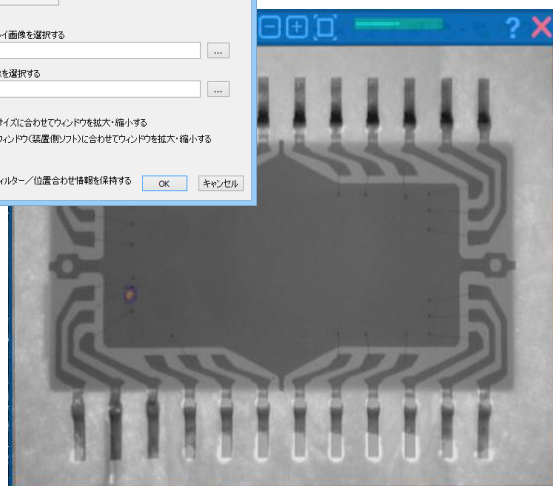 イ画像を選択する
...
を選択する
...
サイズに合わせてウィンドウを拡大・縮小する
ウィンドウ(装置側ソフト)に合わせてウィンドウを拡大・縮小する
ィルター／位置合わせ情報を保持する
OK
キャンセル
?